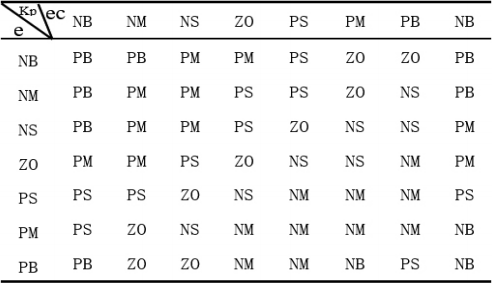 Kp ec NB NM NS ZO PS PM PB NB
e
NB PB PB PM PM PS ZO ZO PB
NM PB PM PM PS PS ZO NS PB
NS PB PM PM PS ZO NS NS PM
ZO PM PM PS ZO NS NS NM PM
PS PS PS ZO NS NM NM NM PS
PM PS ZO NS NM NM NM NM NB
PB PB ZO ZO NM NM NB PS NB